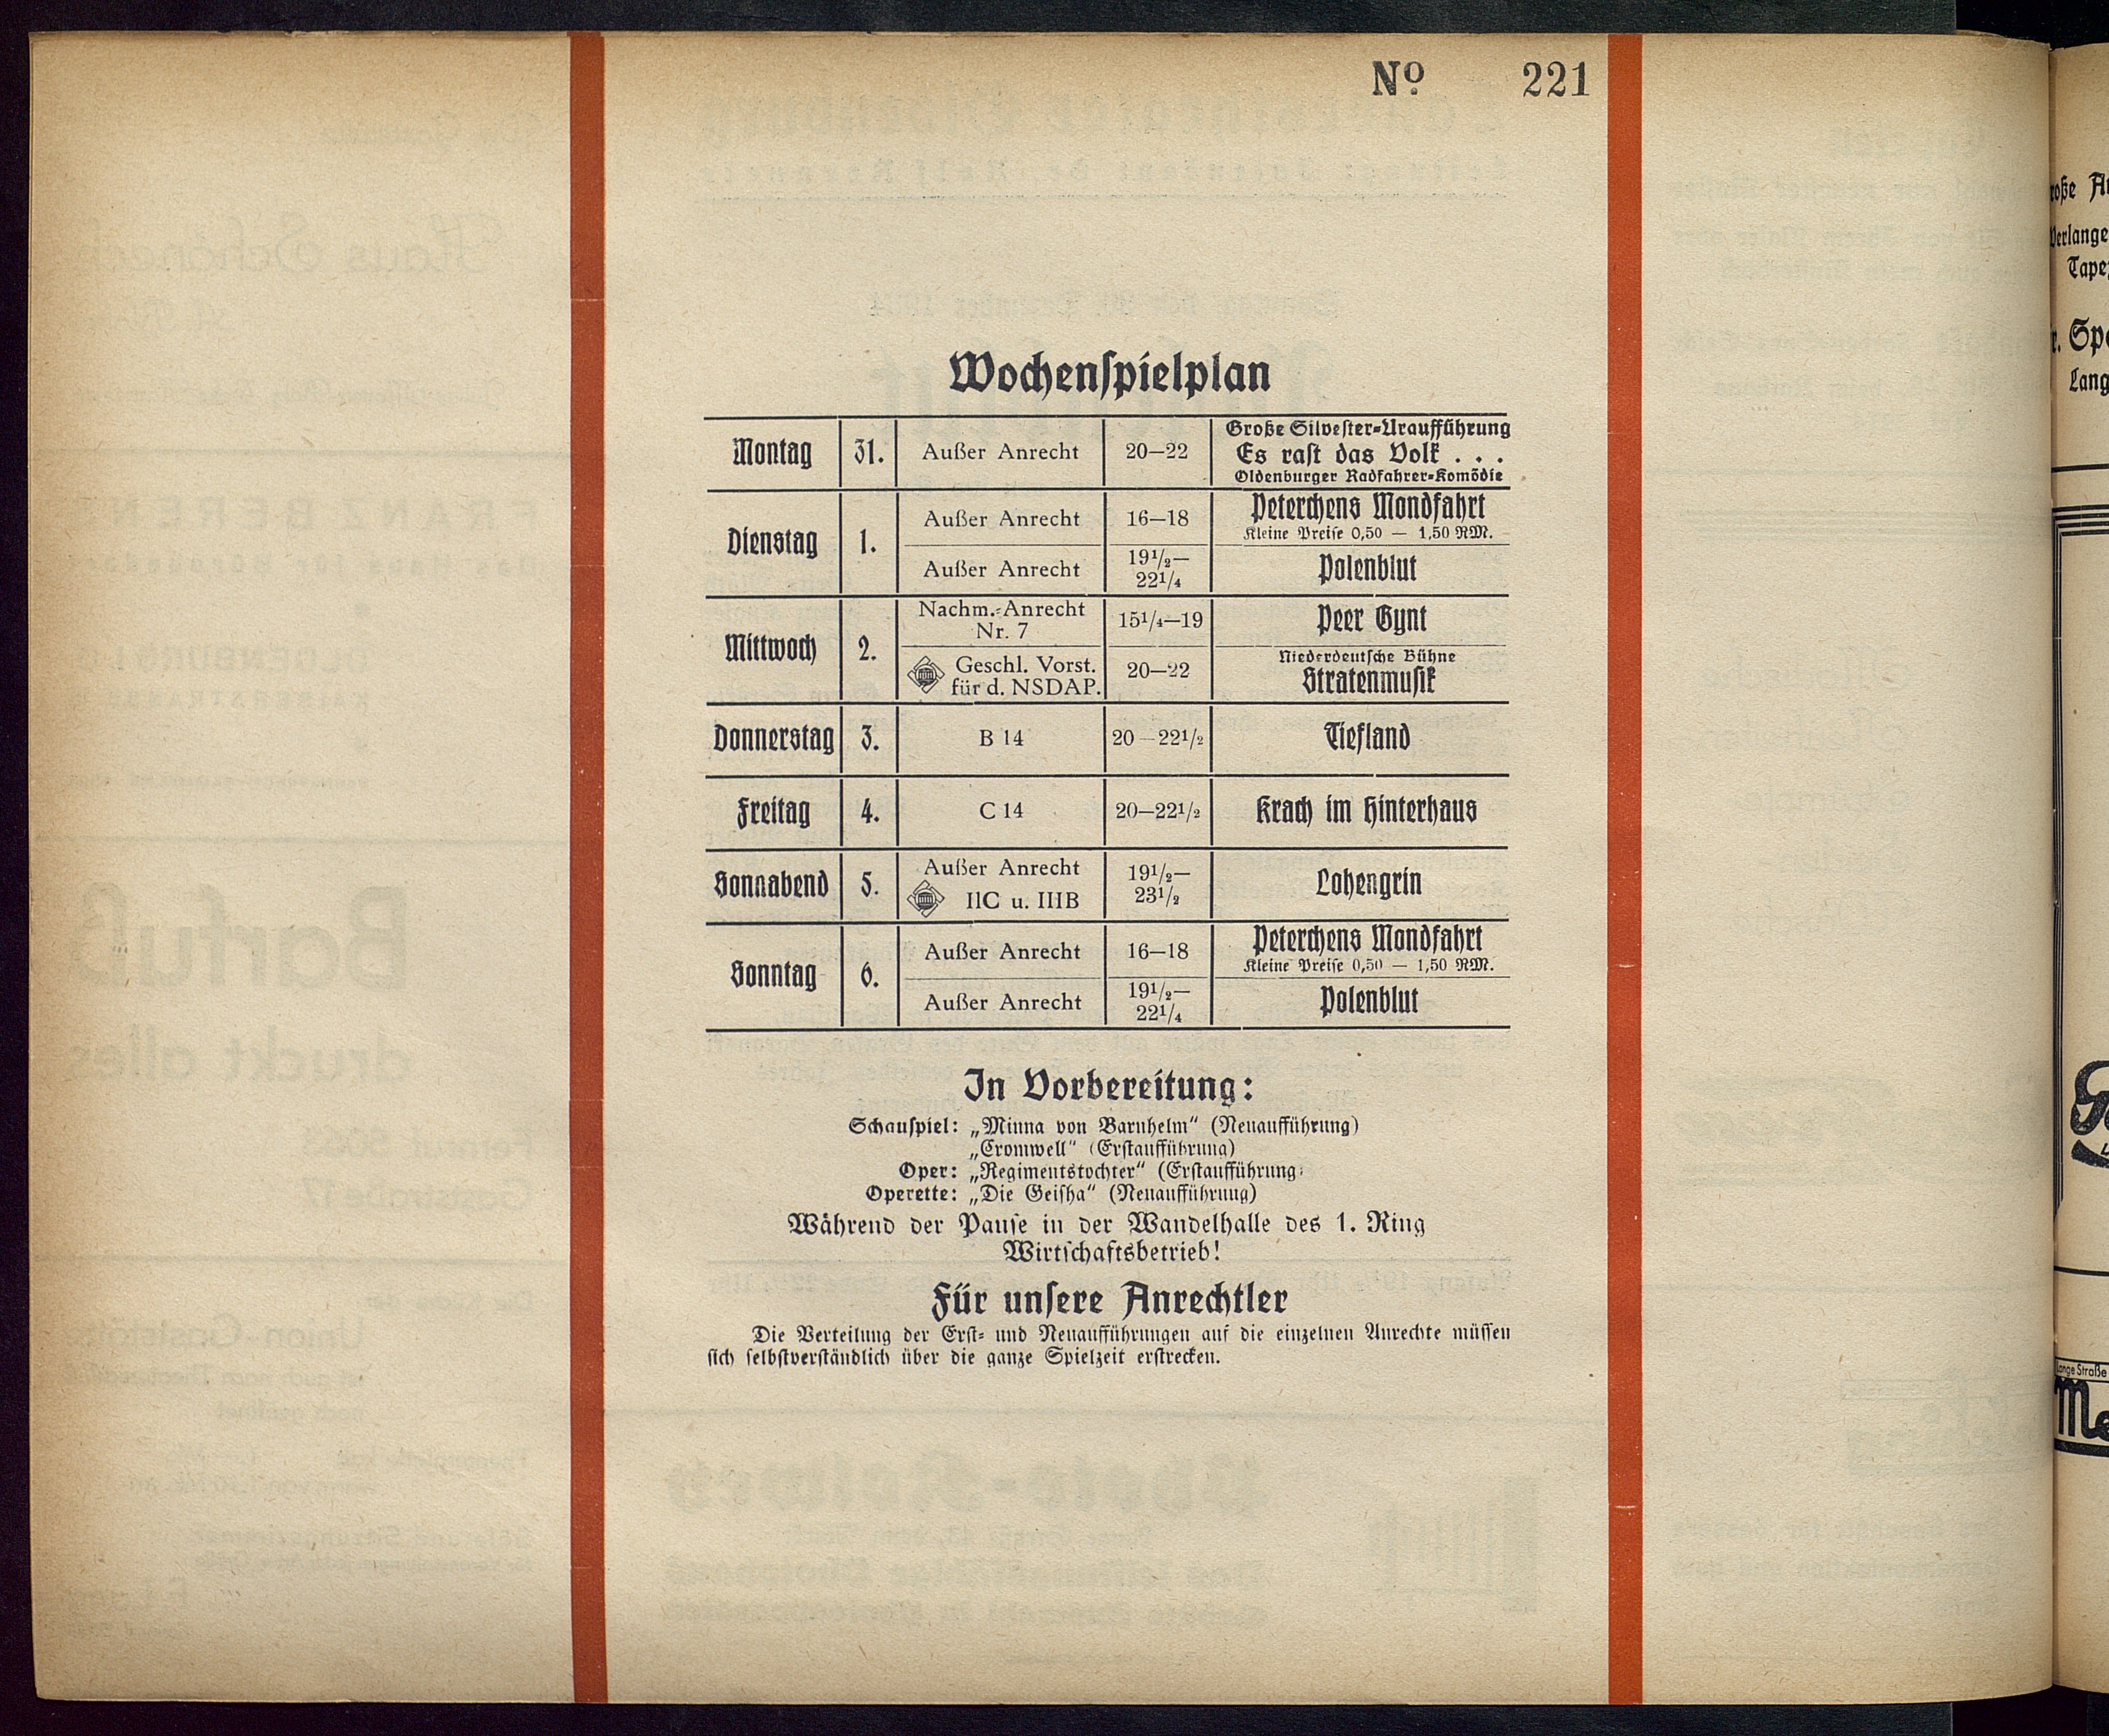 Nº 221
Wochenspielplan
Montag 31. Außer Anrecht 20—22 Große Silvester-Uraufführung
Es rast das Volk . . .
Oldenburger Radfahrer-Komödie
Dienstag 1. Außer Anrecht 16—18 Peterchens Mondfahrt
Kleine Preise 0,50 — 1,50 RM.
Außer Anrecht 19½—22¼ Polenblut
Mittwoch 2. Nachm.-Anrecht Nr. 7 15¼—19 Peer Gynt
Geschl. Vorst. für d. NSDAP. 20—22 Niederdeutsche Bühne
Stratenmusik
Donnerstag 3. B 14 20—22½ Tiefland
Freitag 4. C 14 20—22½ Krach im Hinterhaus
Sonnabend 5. Außer Anrecht IIC u. IIIB 19½—23½ Lohengrin
Sonntag 6. Außer Anrecht 16—18 Peterchens Mondfahrt
Kleine Preise 0,50 — 1,50 RM.
Außer Anrecht 19½—22¼ Polenblut
In Vorbereitung:
Schauspiel: „Minna von Barnhelm“ (Neuaufführung)
„Cromwell“ (Erstaufführung)
Oper: „Regimentstochter“ (Erstaufführung)
Operette: „Die Geisha“ (Neuaufführung)
Während der Pause in der Wandelhalle des 1. Ring
Wirtschaftsbetrieb!
Für unsere Anrechtler
Die Verteilung der Erst- und Neuaufführungen auf die einzelnen Anrechte müssen
sich selbstverständlich über die ganze Spielzeit erstrecken.
Lange Straße